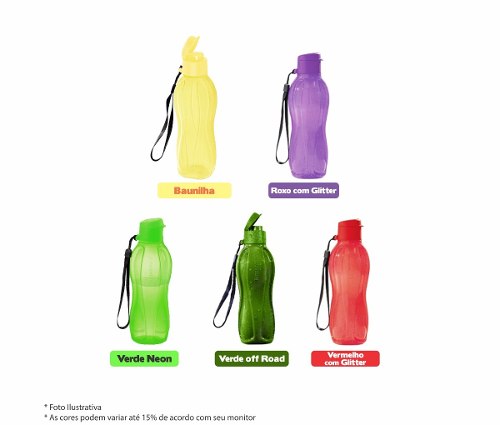 Baunilha
Roxo com Glitter
Verde Neon
Verde off Road
Vermelho
com Glitter
* Foto Ilustrativa
* As cores podem variar até 15% de acordo com seu monitor